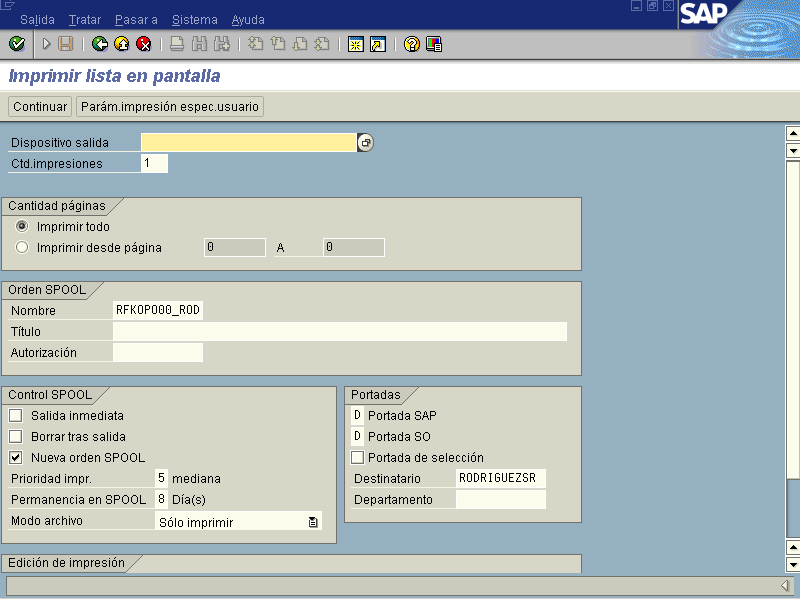 Salida Tratar Pasar a Sistema Ayuda
SAP
Imprimir lista en pantalla
Continuar Parám.impresión espec.usuario
Dispositivo salida
Ctd.impresiones 1
Cantidad páginas
Imprimir todo
Imprimir desde página 0 A 0
Orden SPOOL
Nombre RFKOPO00_ROD
Título
Autorización
Control SPOOL
Salida inmediata
Borrar tras salida
Nueva orden SPOOL
Prioridad impr. 5 mediana
Permanencia en SPOOL 8 Día(s)
Modo archivo Sólo imprimir
Portadas
D Portada SAP
D Portada SO
Portada de selección
Destinatario RODRIGUEZSR
Departamento
Edición de impresión